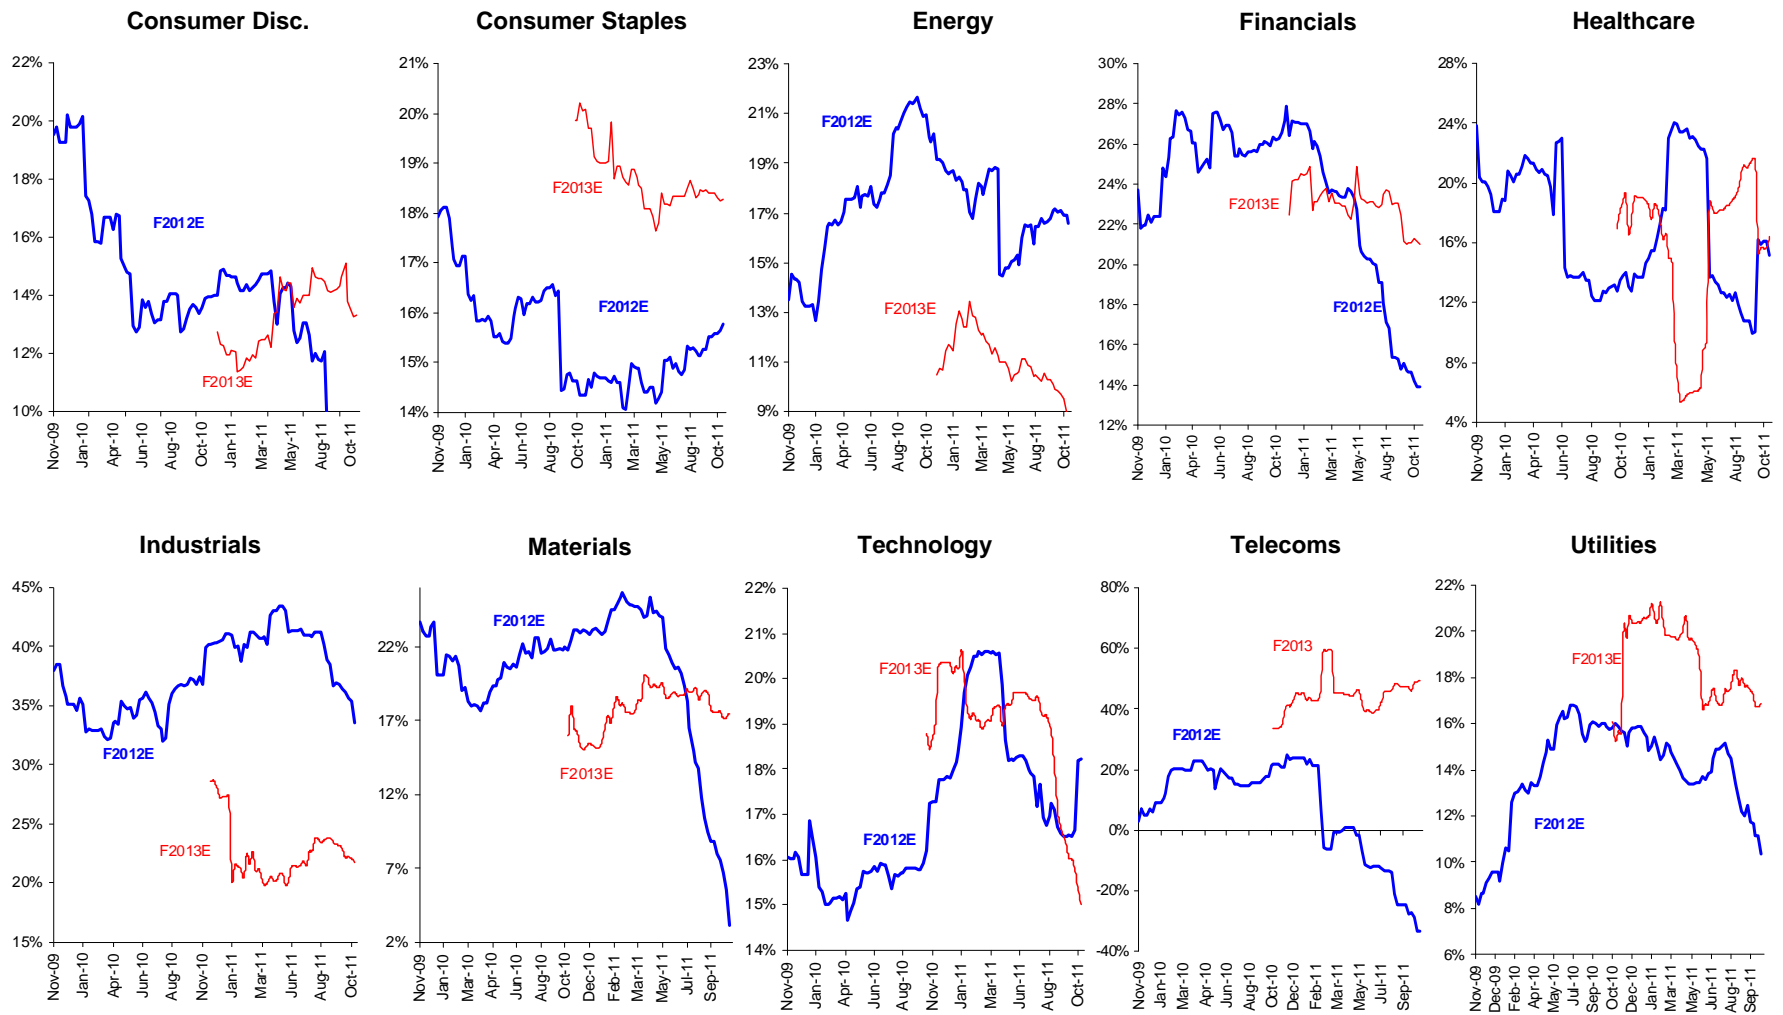 Consumer Disc.
Consumer Staples
Energy
Financials
Healthcare
22%
20%
18%
16%
14%
12%
10%
F2012E
F2013E
Nov-09
Jan-10
Apr-10
Jun-10
Aug-10
Oct-10
Jan-11
Mar-11
May-11
Aug-11
Oct-11
21%
20%
19%
18%
17%
16%
15%
14%
F2013E
F2012E
Nov-09
Jan-10
Apr-10
Jun-10
Aug-10
Oct-10
Jan-11
Mar-11
May-11
Aug-11
Oct-11
23%
21%
19%
17%
15%
13%
11%
9%
F2012E
F2013E
Nov-09
Jan-10
Apr-10
Jun-10
Aug-10
Oct-10
Jan-11
Mar-11
May-11
Aug-11
Oct-11
30%
28%
26%
24%
22%
20%
18%
16%
14%
12%
F2013E
F2012E
Nov-09
Jan-10
Apr-10
Jun-10
Aug-10
Oct-10
Jan-11
Mar-11
May-11
Aug-11
Oct-11
28%
24%
20%
16%
12%
8%
4%
Nov-09
Jan-10
Apr-10
Jun-10
Aug-10
Oct-10
Jan-11
Mar-11
May-11
Aug-11
Oct-11
Industrials
Materials
Technology
Telecoms
Utilities
45%
40%
35%
30%
25%
20%
15%
F2012E
F2013E
Nov-09
Jan-10
Apr-10
Jun-10
Aug-10
Nov-10
Jan-11
Mar-11
Jun-11
Aug-11
Oct-11
22%
17%
12%
7%
2%
F2012E
F2013E
Nov-09
Jan-10
Mar-10
May-10
Jun-10
Aug-10
Oct-10
Dec-10
Feb-11
Mar-11
May-11
Jul-11
Sep-11
22%
21%
20%
19%
18%
17%
16%
15%
14%
F2013E
F2012E
Nov-09
Jan-10
Apr-10
Jun-10
Aug-10
Nov-10
Jan-11
Mar-11
Jun-11
Aug-11
Oct-11
80%
60%
40%
20%
0%
-20%
-40%
F2013
F2012E
Nov-09
Jan-10
Mar-10
Apr-10
Jun-10
Aug-10
Oct-10
Dec-10
Feb-11
Mar-11
May-11
Jul-11
Sep-11
22%
20%
18%
16%
14%
12%
10%
8%
6%
F2013E
F2012E
Nov-09
Dec-09
Feb-10
Apr-10
May-10
Jul-10
Sep-10
Oct-10
Dec-10
Jan-11
Mar-11
May-11
Jun-11
Aug-11
Sep-11